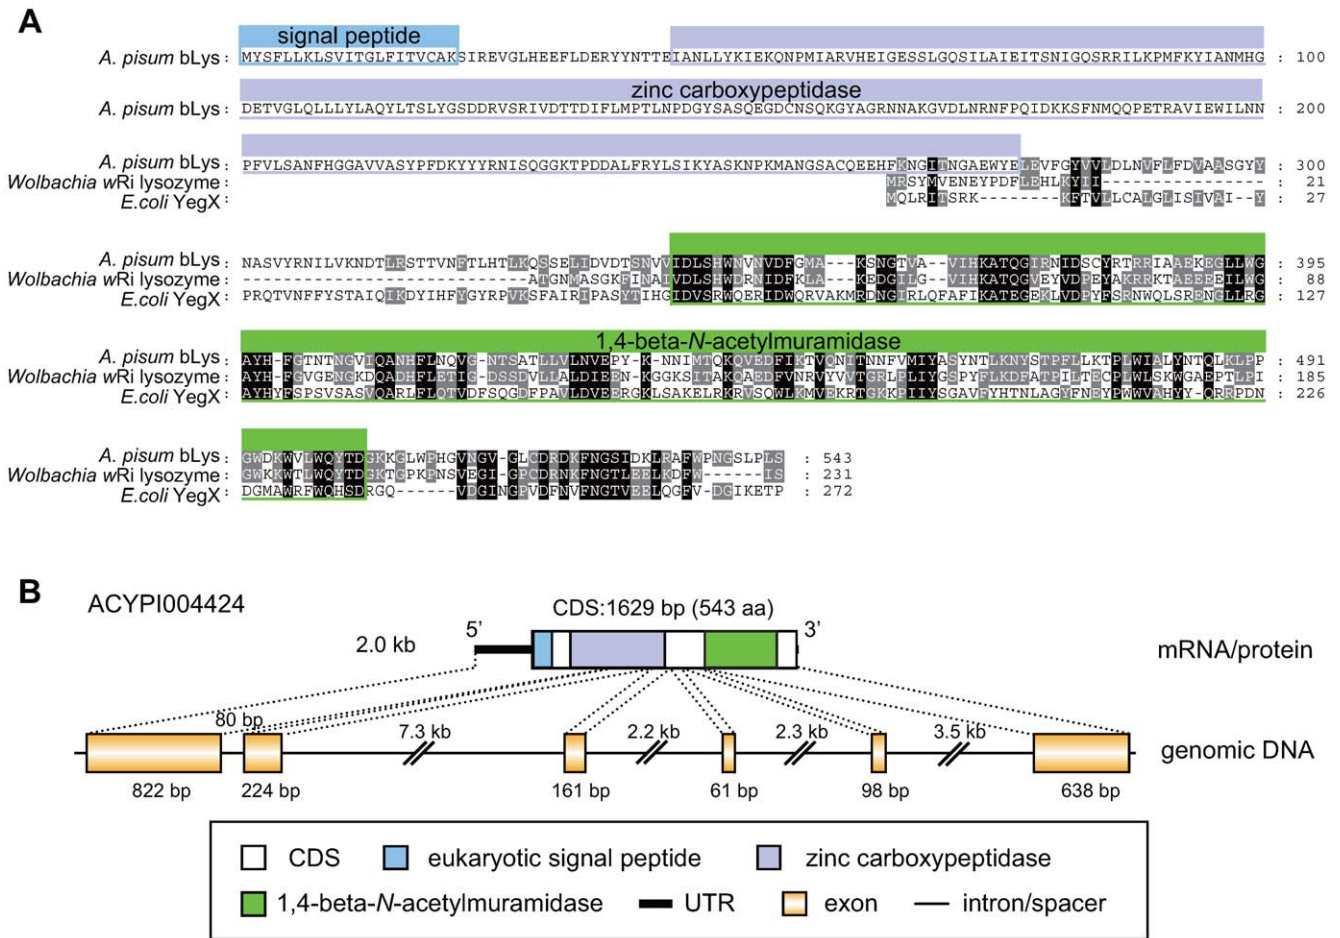 A
signal peptide
A. pisum bLys : MYSFLLKLSVITGLFITVCAKSIREVGLHEEFLDERYYNTTEIANLLYKIEKQNPMIARVHEIGESSLGQSILAIEITSNIGQSRRILKPMFKYIANMHG : 100
zinc carboxypeptidase
A. pisum bLys : DETVGLQLLLYLAQYLTSLYGSDDRVSRIVDTTDIFLMPTLNPDGYSASQEGDCNSQKGYAGRNNAKGVDLNRNFPQIDKKSFNMQQPETRAVIEWILNN : 200
A. pisum bLys : PFVLSANFHGGAVVASYPFDKYYYRNISQGGKTPDDALFRYLSIKYASKNPKMANGSACQEEHFKNGITNGAEWYELEVFGYVVLDLNVFLFDVAASGYY : 300
Wolbachia wRi lysozyme : MRSYMVENEYPDFLEHLKYII---------------- : 21
E.coli YegX : MQLRITSRK--------KFTVLLCALGLISIVAI--Y : 27
A. pisum bLys : NASVYRNILVKNDTLRSTTVNFTLHTLKQSSELIDVDTSNVVIDLSHWNVNVDFGMA---KSNGTVA--VIHKATQGIRNIDSCYRTRRIAAEKEGLLWG : 395
Wolbachia wRi lysozyme : ----------------------------ATGNMASGKFINAIVDLSHWDRNIDFKLA---KEDGILG--VIHKATQGVEYVDPEYAKRRKTAEEEEILWG : 88
E.coli YegX : PRQTVNFFYSTAIQIKDYIHFYGYRPVKSFAIRIPASYTIHGIDVSRWQERIDWQRVAKMRDNGIRLQFAFIKATEGEKLVDPYFSRNWQLSRENGLLRG : 127
1,4-beta-N-acetylmuramidase
A. pisum bLys : AYH-FGTNTNGVIQANHFLNQVG-NTSATLLVLNVEPY-K-NNIMTQKQVEDFIKTVQNITNNFVMIYASYNTLKNYSTPFLLKTPLWIALYNTQLKLPP : 491
Wolbachia wRi lysozyme : AYH-FGVGENGKDQADHFLETIG-DSSDVLLALDIEEN-KGGKSITAKQAEDFVNRVYVVTGRLPLIYGSPYFLKDFATPILTECPLWLSKWGAEPTLPI : 185
E.coli YegX : AYHYFSPSVSASVQARLFLQTVDFSQGDFPAVLDVEERGKLSAKELRKRVSQWLKMVEKRTGKKPIIYSGAVFYHTNLAGYFNEYPWWVAHYY-QRRPDN : 226
A. pisum bLys : GWDKWVLWQYTDGKKGLWPHGVNGV-GLCDRDKFNGSIDKLRAFWPNGSLPLS : 543
Wolbachia wRi lysozyme : GWKKWTLWQYTDGKTGPKPNSVEGI-GPCDRNKFNGTLEELKDFW------IS : 231
E.coli YegX : DGMAWRFWQHSDRGQ------VDGINGPVDFNVFNGTVEELQGFV-DGIKETP : 272
B
ACYPI004424
CDS:1629 bp (543 aa)
5'
3'
2.0 kb
mRNA/protein
80 bp
7.3 kb
2.2 kb
2.3 kb
3.5 kb
genomic DNA
822 bp
224 bp
161 bp
61 bp
98 bp
638 bp
CDS
eukaryotic signal peptide
zinc carboxypeptidase
1,4-beta-N-acetylmuramidase
UTR
exon
intron/spacer